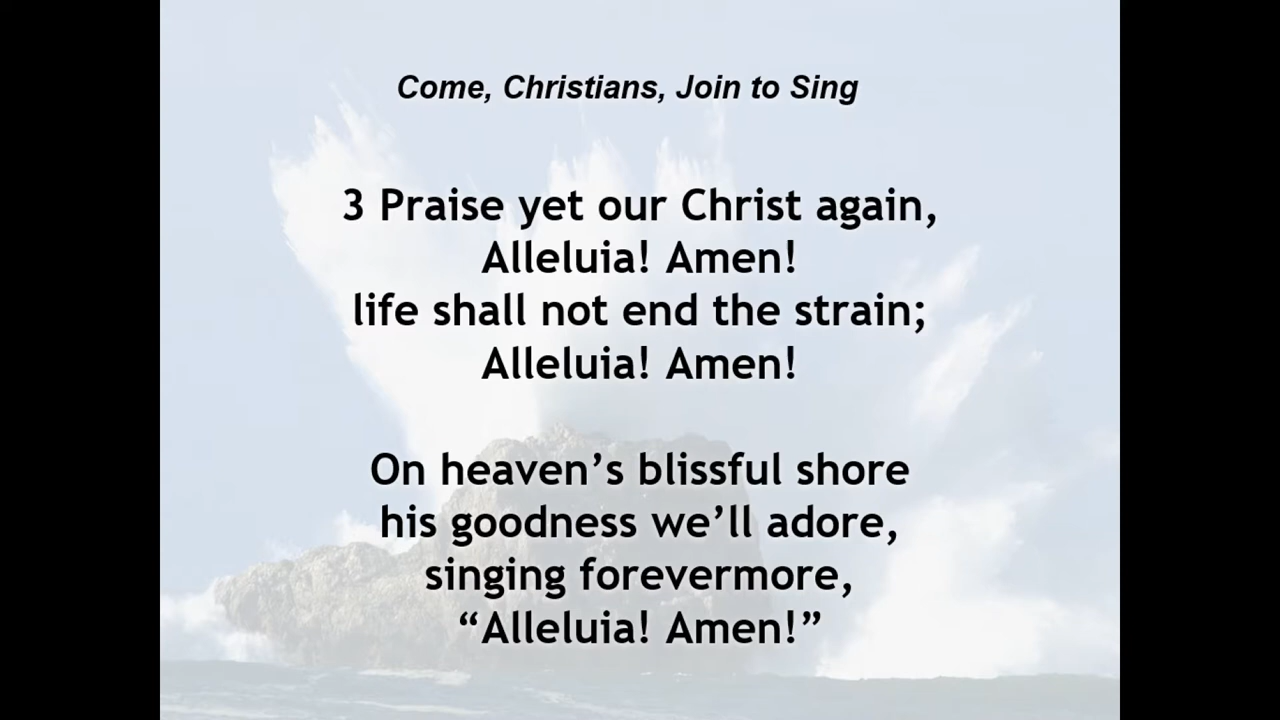 Come, Christians, Join to Sing
3 Praise yet our Christ again,
Alleluia! Amen!
life shall not end the strain;
Alleluia! Amen!
On heaven’s blissful shore
his goodness we’ll adore,
singing forevermore,
“Alleluia! Amen!”